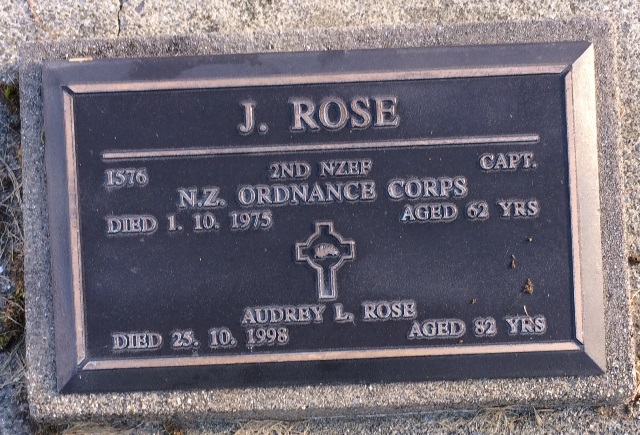 J. ROSE
1576 2ND NZEF CAPT.
N.Z. ORDNANCE CORPS
DIED 1. 10. 1975 AGED 62 YRS
AUDREY L. ROSE
DIED 25. 10. 1998 AGED 82 YRS